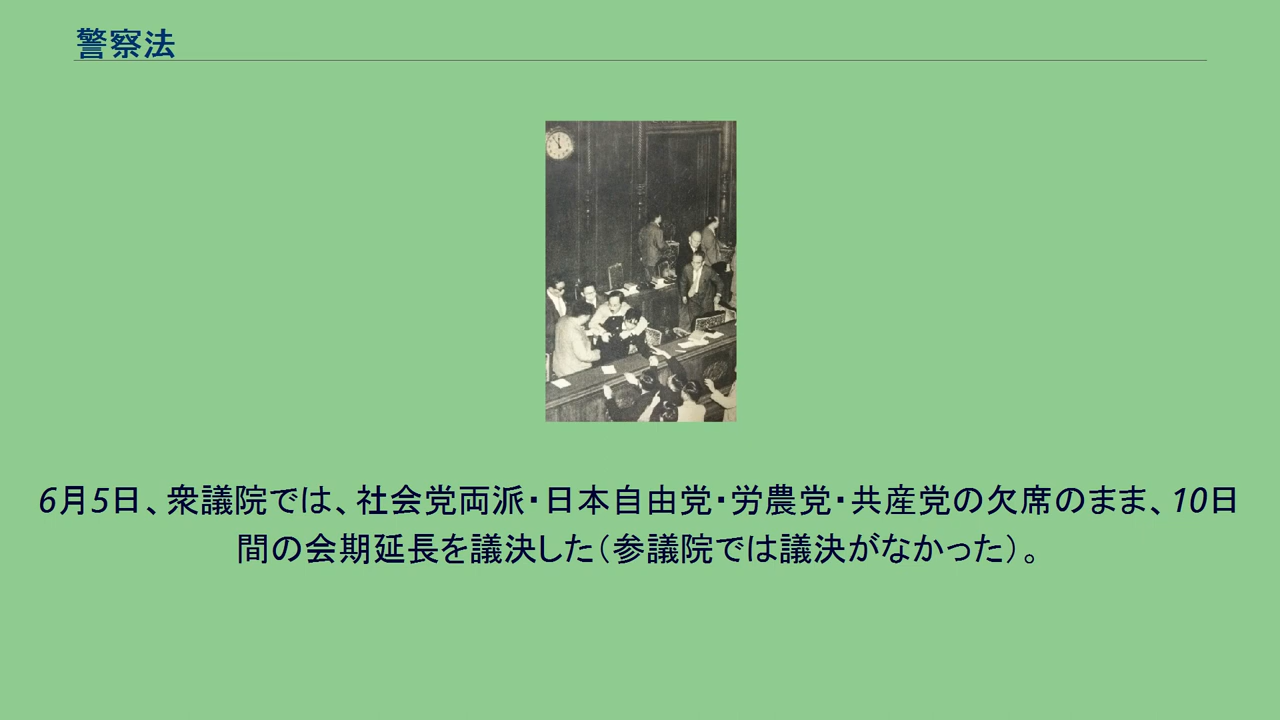 警察法
6月5日、衆議院では、社会党両派・日本自由党・労農党・共産党の欠席のまま、10日
間の会期延長を議決した（参議院では議決がなかった）。